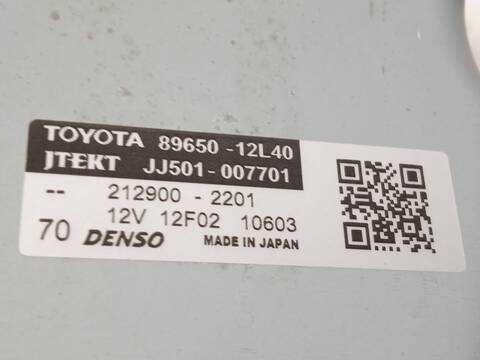 TOYOTA 89650-12L40
JTEKT JJ501-007701
-- 212900-2201
12V 12F02 10603
70 DENSO MADE IN JAPAN